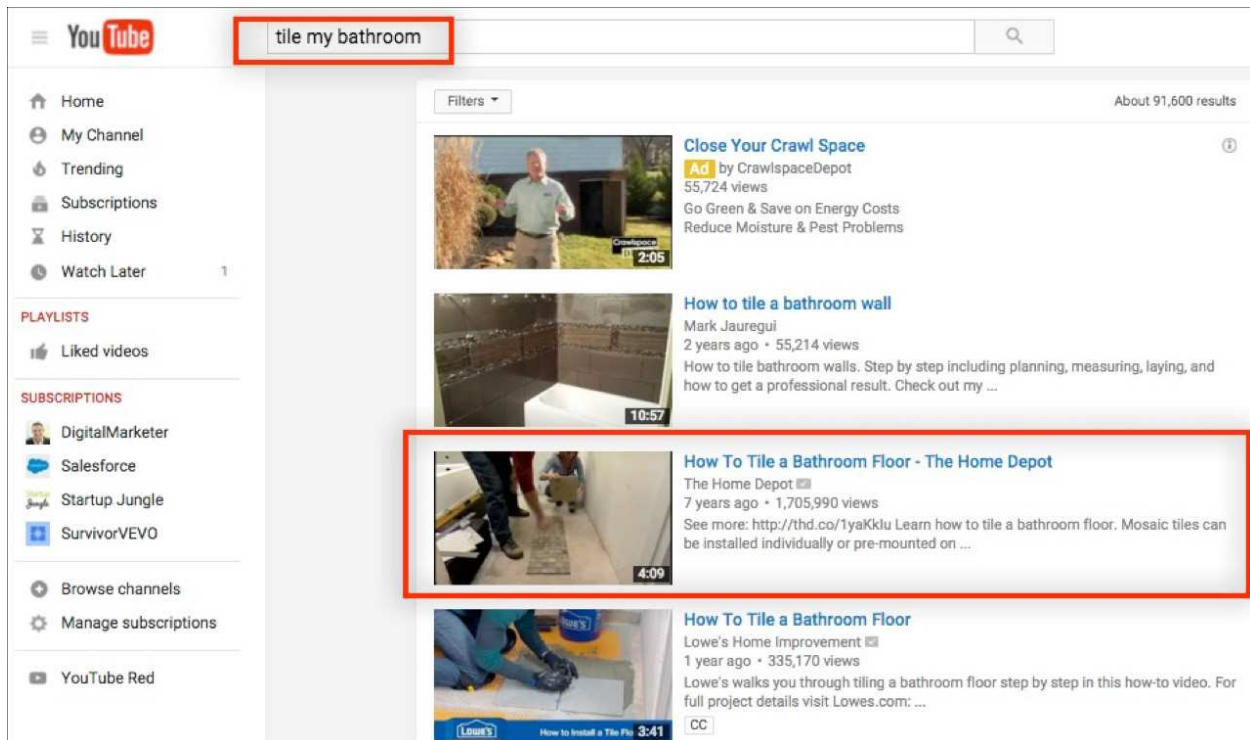 YouTube
tile my bathroom
Home
My Channel
Trending
Subscriptions
History
Watch Later 1
PLAYLISTS
Liked videos
SUBSCRIPTIONS
DigitalMarketer
Salesforce
Startup Jungle
SurvivorVEVO
Browse channels
Manage subscriptions
YouTube Red
Filters
About 91,600 results
Crawlspace
2:05
Close Your Crawl Space
Ad by CrawlspaceDepot
55,724 views
Go Green & Save on Energy Costs
Reduce Moisture & Pest Problems
10:57
How to tile a bathroom wall
Mark Jauregui
2 years ago • 55,214 views
How to tile bathroom walls. Step by step including planning, measuring, laying, and
how to get a professional result. Check out my ...
4:09
How To Tile a Bathroom Floor - The Home Depot
The Home Depot
7 years ago • 1,705,990 views
See more: http://thd.co/1yaKklu Learn how to tile a bathroom floor. Mosaic tiles can
be installed individually or pre-mounted on ...
LOWE'S
How to Install a Tile Flo 3:41
How To Tile a Bathroom Floor
Lowe's Home Improvement
1 year ago • 335,170 views
Lowe's walks you through tiling a bathroom floor step by step in this how-to video. For
full project details visit Lowes.com: ...
CC